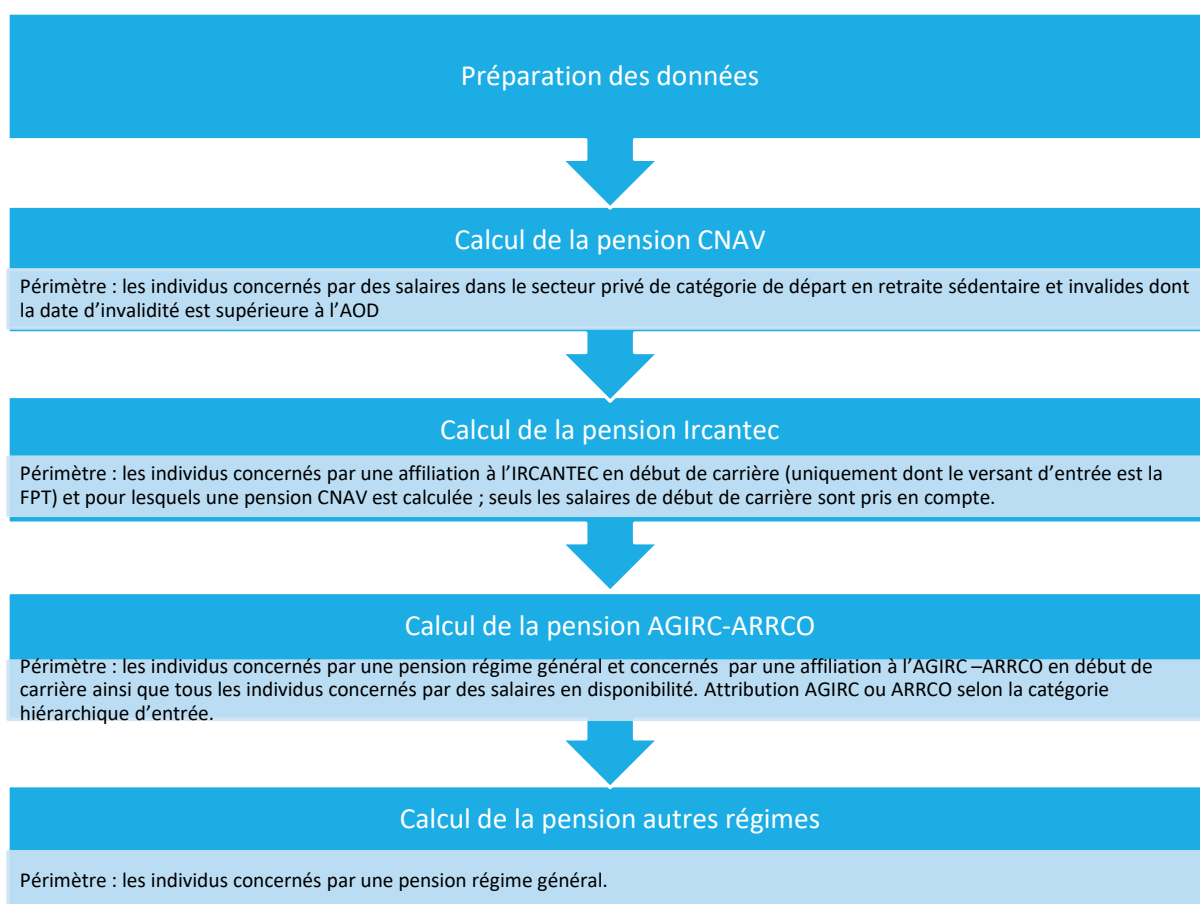 Préparation des données
Calcul de la pension CNAV
Périmètre : les individus concernés par des salaires dans le secteur privé de catégorie de départ en retraite sédentaire et invalides dont
la date d’invalidité est supérieure à l’AOD
Calcul de la pension Ircantec
Périmètre : les individus concernés par une affiliation à l’IRCANTEC en début de carrière (uniquement dont le versant d’entrée est la
FPT) et pour lesquels une pension CNAV est calculée ; seuls les salaires de début de carrière sont pris en compte.
Calcul de la pension AGIRC-ARRCO
Périmètre : les individus concernés par une pension régime général et concernés par une affiliation à l’AGIRC –ARRCO en début de
carrière ainsi que tous les individus concernés par des salaires en disponibilité. Attribution AGIRC ou ARRCO selon la catégorie
hiérarchique d’entrée.
Calcul de la pension autres régimes
Périmètre : les individus concernés par une pension régime général.